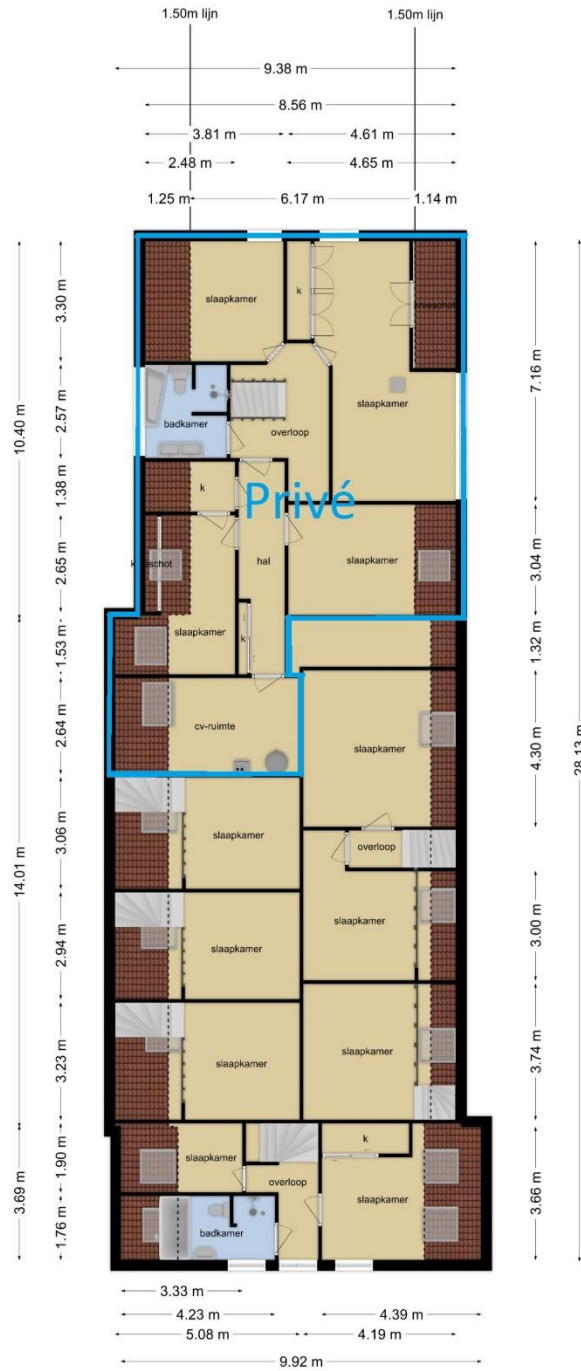 1.50m lijn
1.50m lijn
9.38 m
8.56 m
3.81 m
4.61 m
2.48 m
4.65 m
1.25 m
6.17 m
1.14 m
slaapkamer
k
knieschot
3.30 m
7.16 m
slaapkamer
badkamer
overloop
2.57 m
10.40 m
k
Privé
1.38 m
knieschot
hal
slaapkamer
2.65 m
3.04 m
slaapkamer
k
1.53 m
1.32 m
cv-ruimte
2.64 m
slaapkamer
4.30 m
28.13 m
slaapkamer
3.06 m
overloop
14.01 m
slaapkamer
3.00 m
slaapkamer
2.94 m
slaapkamer
slaapkamer
3.23 m
3.74 m
k
slaapkamer
1.90 m
overloop
slaapkamer
3.69 m
3.66 m
badkamer
1.76 m
3.33 m
4.23 m
4.39 m
5.08 m
4.19 m
9.92 m